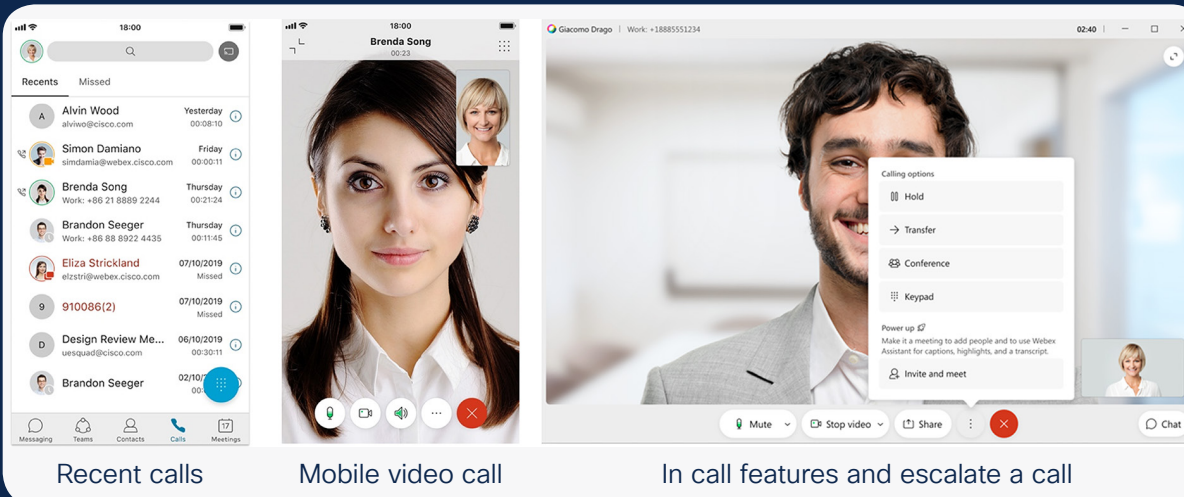 18:00
Recents Missed
A Alvin Wood Yesterday
alviwo@cisco.com 00:08:10
Simon Damiano Friday
simdamia@webex.cisco.com 00:00:11
Brenda Song Thursday
Work: +86 21 8889 2244 00:21:24
Brandon Seeger Thursday
Work: +86 88 8922 4435 00:11:45
Eliza Strickland 07/10/2019
elzstri@webex.cisco.com Missed
9 910086(2) 07/10/2019
Missed
D Design Review Me... 06/10/2019
uesquad@cisco.com 00:30:11
Brandon Seeger
Messaging Teams Contacts Calls 17 Meetings
Recent calls
18:00
Brenda Song
00:23
Mobile video call
Giacomo Drago | Work: +18885551234 02:40
Calling options
Hold
Transfer
Conference
Keypad
Power up
Make it a meeting to add people and to use Webex
Assistant for captions, highlights, and a transcript.
Invite and meet
Mute Stop video Share Chat
In call features and escalate a call